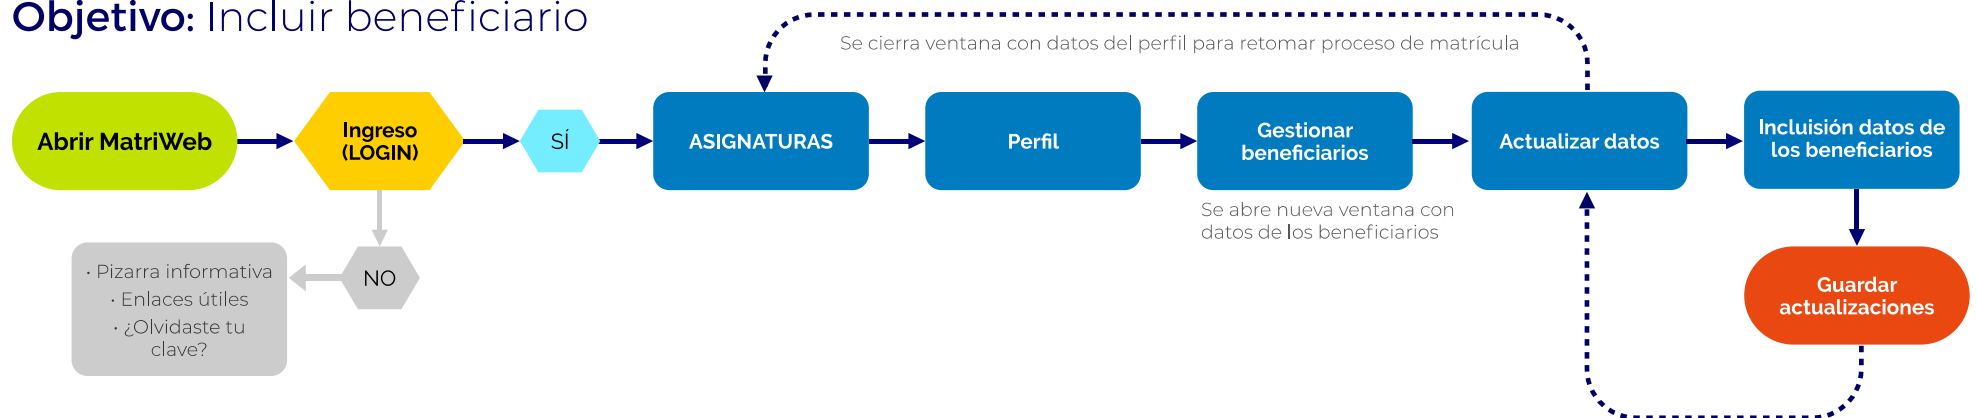 Objetivo: Incluir beneficiario
Se cierra ventana con datos del perfil para retomar proceso de matrícula
Abrir MatriWeb
Ingreso
(LOGIN)
SÍ
ASIGNATURAS
Perfil
Gestionar
beneficiarios
Actualizar datos
Incluisión datos de
los beneficiarios
Se abre nueva ventana con
datos de los beneficiarios
NO
• Pizarra informativa
• Enlaces útiles
• ¿Olvidaste tu
clave?
Guardar
actualizaciones